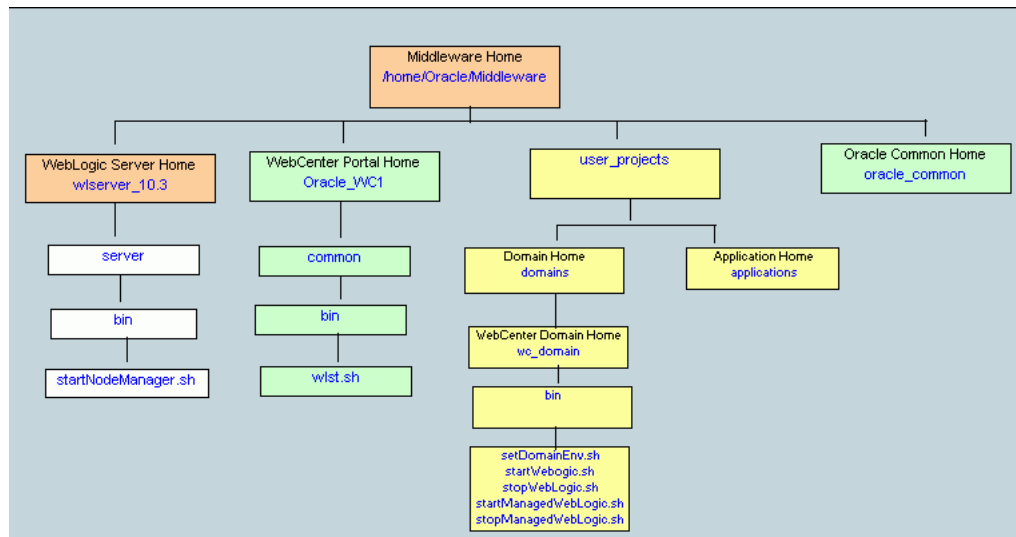 Middleware Home
/home/Oracle/Middleware
WebLogic Server Home
wlserver_10.3
WebCenter Portal Home
Oracle_WC1
user_projects
Oracle Common Home
oracle_common
server
common
Domain Home
domains
Application Home
applications
bin
bin
WebCenter Domain Home
wc_domain
startNodeManager.sh
wlst.sh
bin
setDomainEnv.sh
startWebogic.sh
stopWebLogic.sh
startManagedWebLogic.sh
stopManagedWebLogic.sh